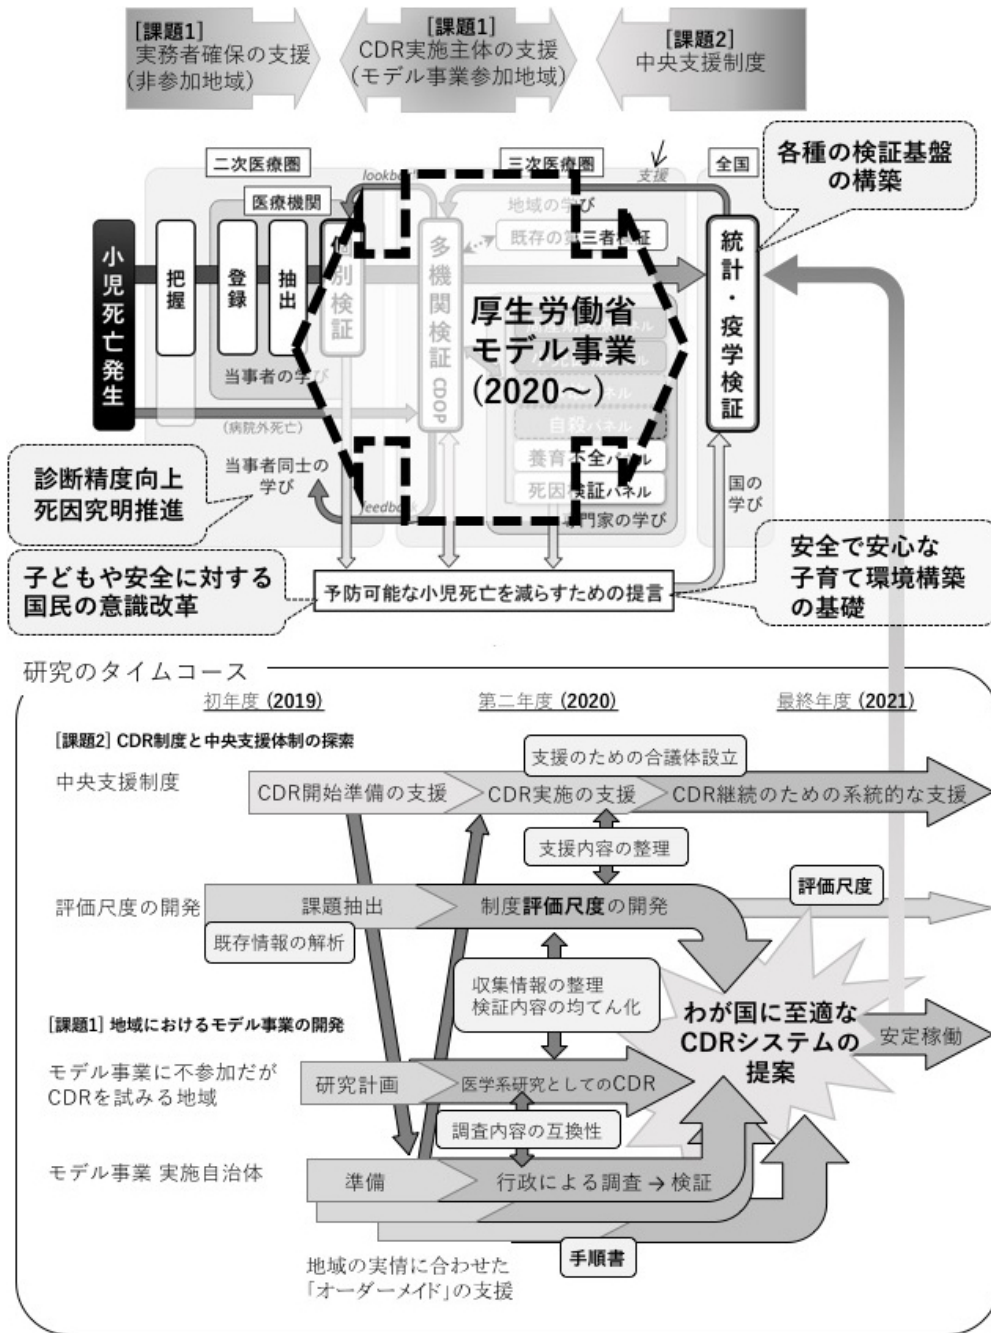 [課題1]
実務者確保の支援
(非参加地域)
[課題1]
CDR実施主体の支援
(モデル事業参加地域)
[課題2]
中央支援制度
二次医療圏
三次医療圏
支援
全国
各種の検証基盤
の構築
医療機関
地域の学び
既存の第三者検証
小児死亡発生
把握
登録
抽出
個別検証
多機関検証 CDOP
統計・疫学検証
厚生労働省
モデル事業
(2020~)
当事者の学び
(病院外死亡)
自殺パネル
養育不全パネル
死因検証パネル
専門家の学び
当事者同士の
学び
feedback
国の
学び
診断精度向上
死因究明推進
子どもや安全に対する
国民の意識改革
予防可能な小児死亡を減らすための提言
安全で安心な
子育て環境構築
の基礎
研究のタイムコース
初年度 (2019)
第二年度 (2020)
最終年度 (2021)
[課題2] CDR制度と中央支援体制の探索
支援のための合議体設立
中央支援制度
CDR開始準備の支援
CDR実施の支援
CDR継続のための系統的な支援
支援内容の整理
評価尺度
評価尺度の開発
課題抽出
制度評価尺度の開発
既存情報の解析
収集情報の整理
検証内容の均てん化
[課題1] 地域におけるモデル事業の開発
わが国に至適な
CDRシステムの
提案
安定稼働
モデル事業に不参加だが
CDRを試みる地域
研究計画
医学系研究としてのCDR
調査内容の互換性
モデル事業 実施自治体
準備
行政による調査 → 検証
手順書
地域の実情に合わせた
「オーダーメイド」の支援